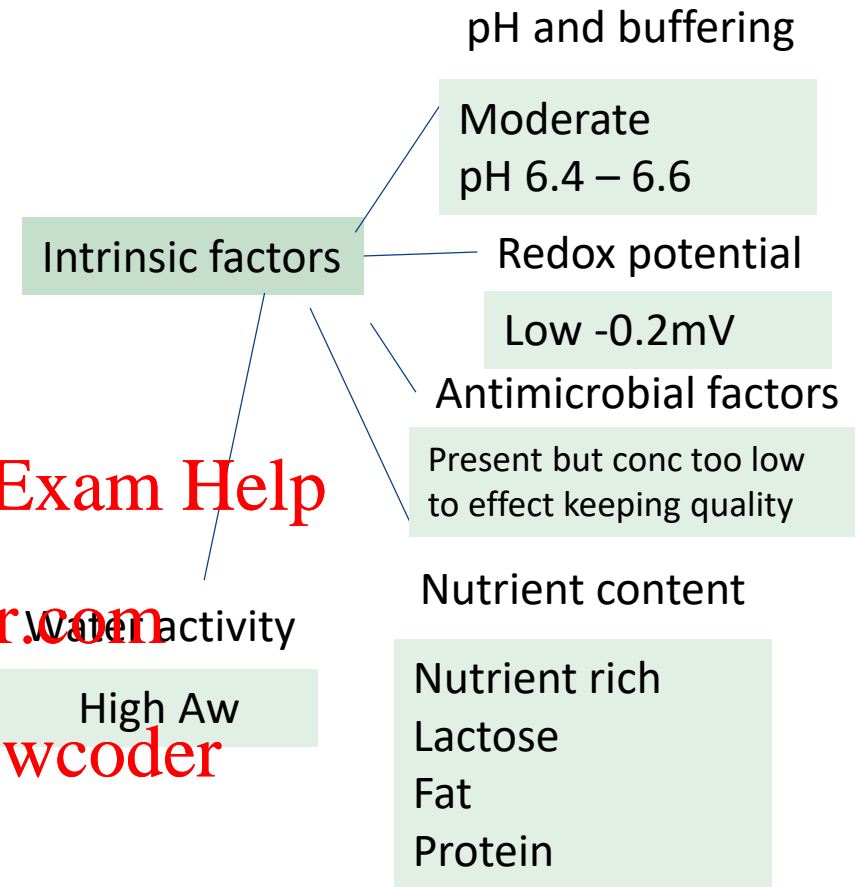 pH and buffering
Moderate
pH 6.4 – 6.6
Intrinsic factors
Redox potential
Low -0.2mV
Antimicrobial factors
Present but conc too low
to effect keeping quality
Exam Help
Nutrient content
r.com
Water activity
High Aw
wcoder
Nutrient rich
Lactose
Fat
Protein